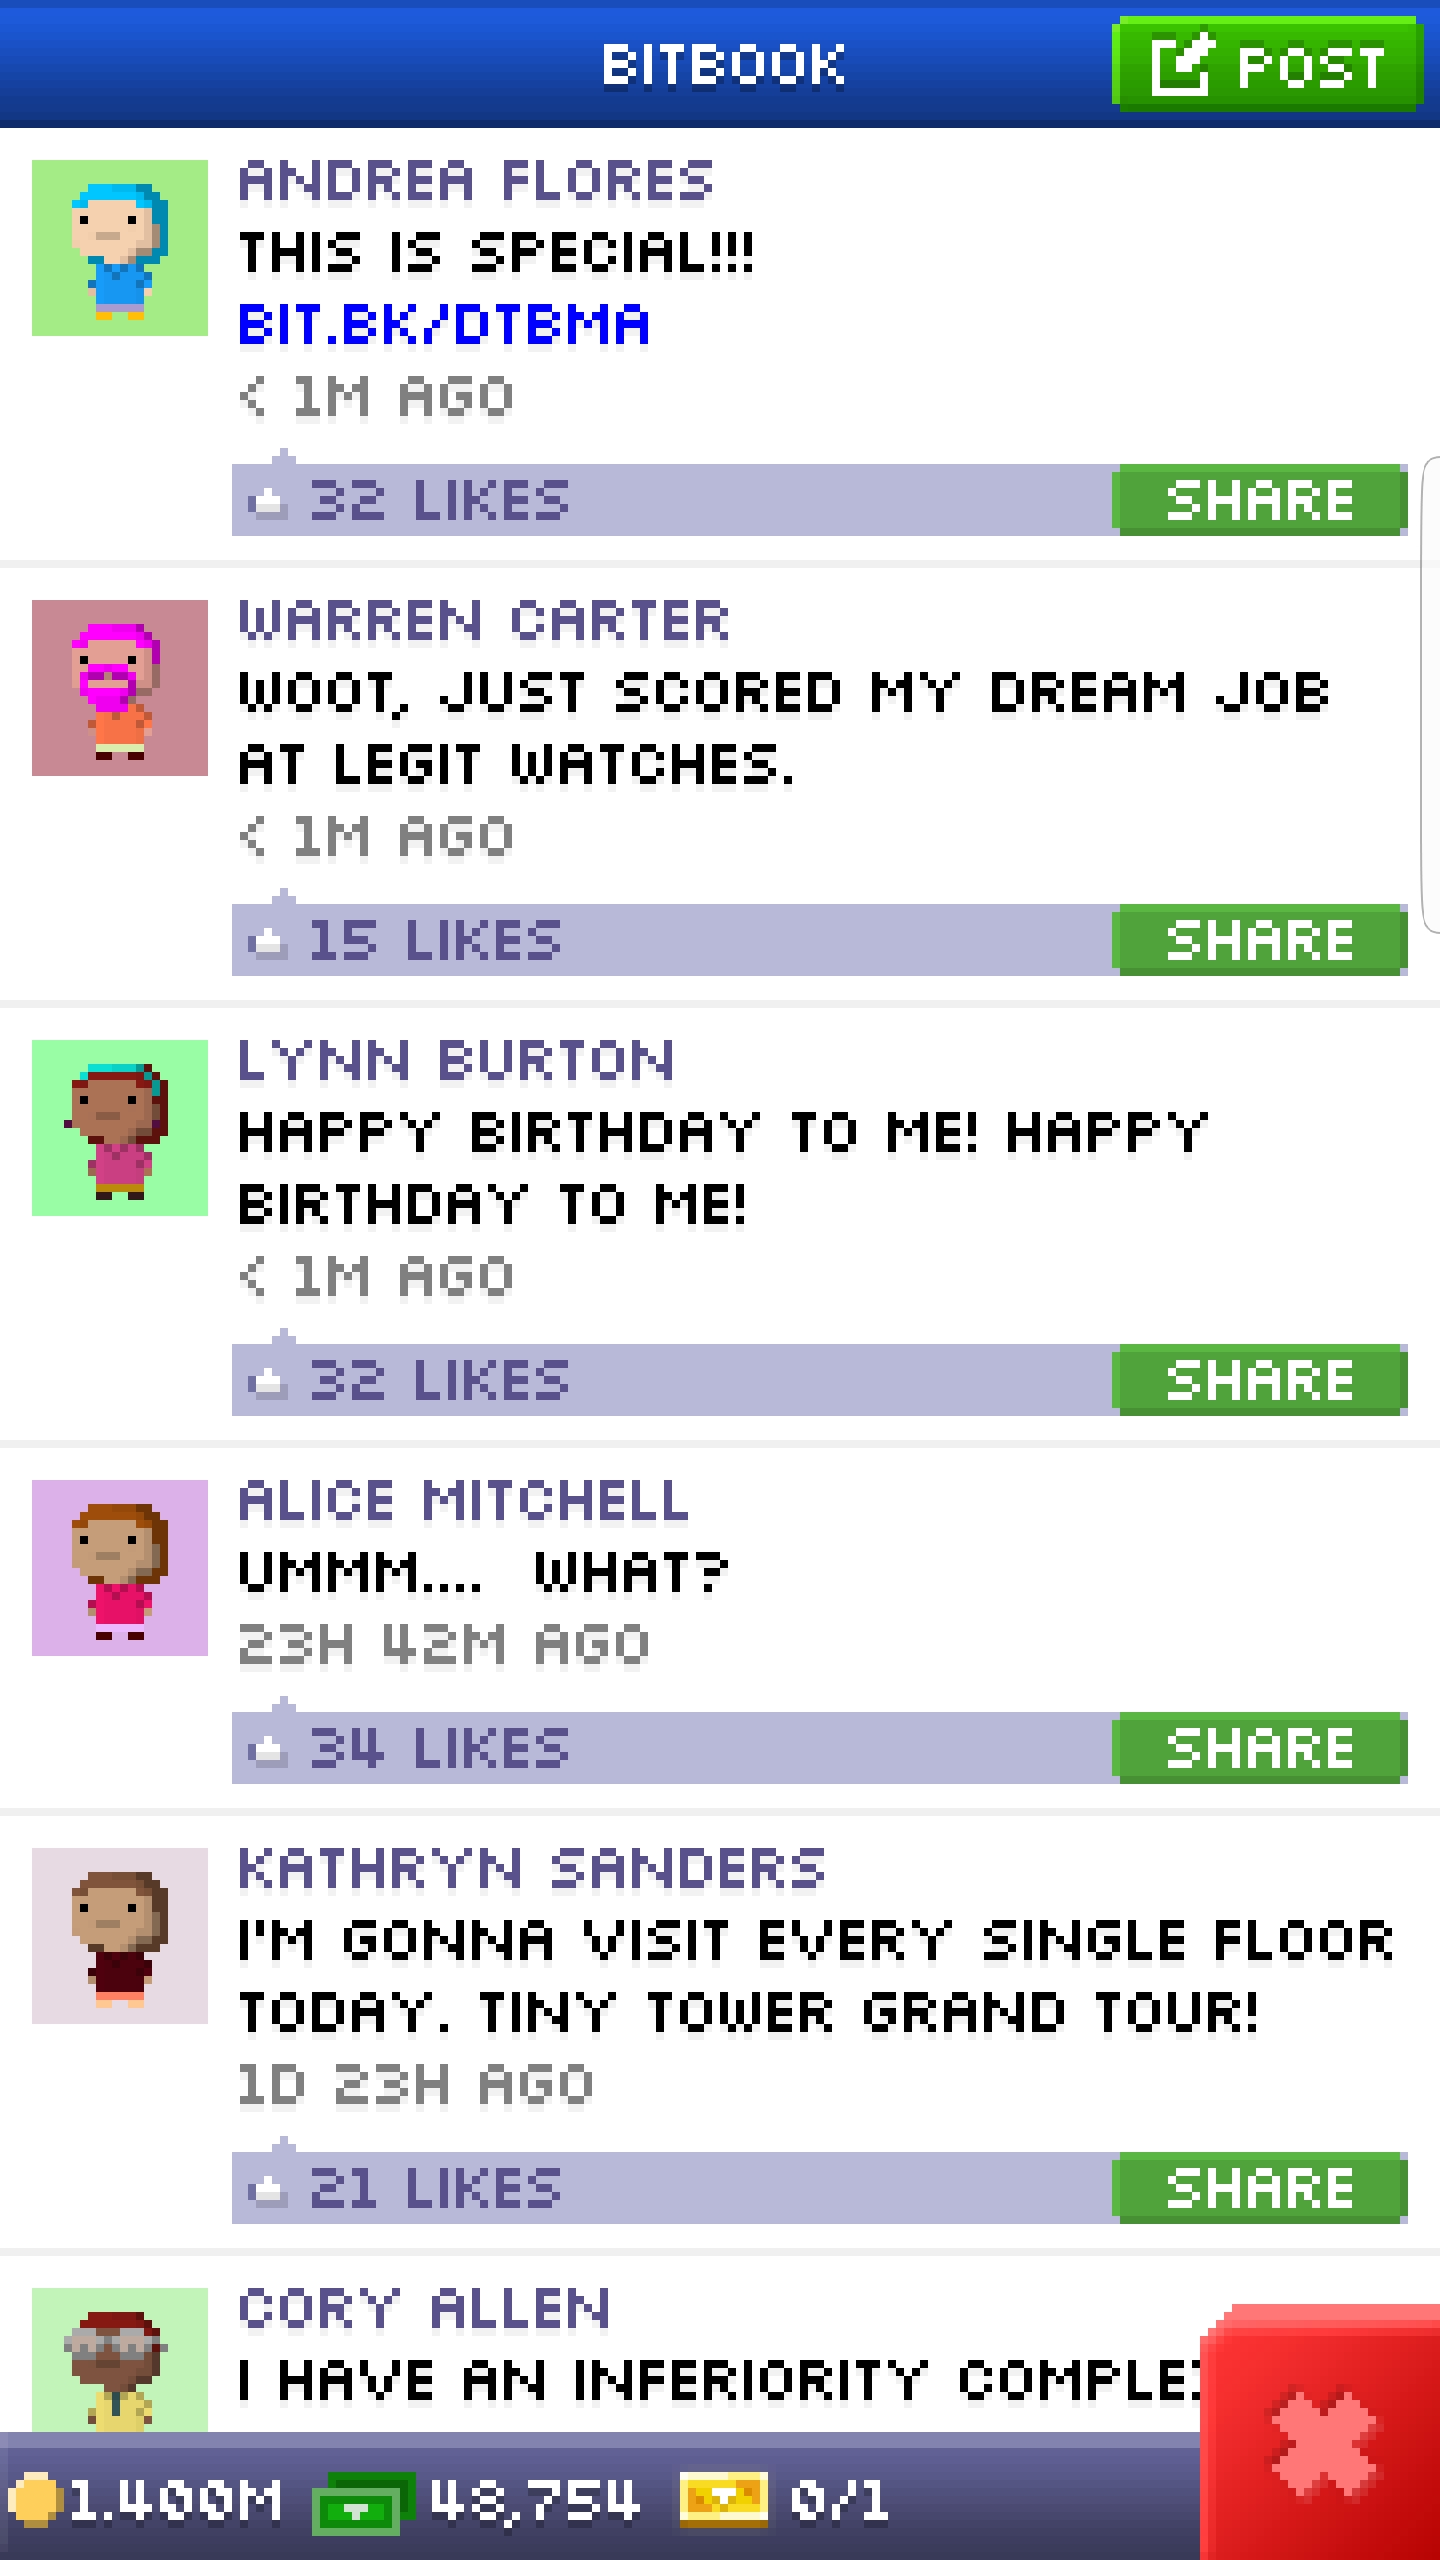 BITBOOK
POST
ANDREA FLORES
THIS IS SPECIAL!!!
BIT.BK/DTBMA
< 1M AGO
32 LIKES
SHARE
WARREN CARTER
WOOT, JUST SCORED MY DREAM JOB
AT LEGIT WATCHES.
< 1M AGO
15 LIKES
SHARE
LYNN BURTON
HAPPY BIRTHDAY TO ME! HAPPY
BIRTHDAY TO ME!
< 1M AGO
32 LIKES
SHARE
ALICE MITCHELL
UMMM.... WHAT?
23H 42M AGO
34 LIKES
SHARE
KATHRYN SANDERS
I'M GONNA VISIT EVERY SINGLE FLOOR
TODAY. TINY TOWER GRAND TOUR!
1D 23H AGO
21 LIKES
SHARE
CORY ALLEN
I HAVE AN INFERIORITY
1.400M 48,754 0/1